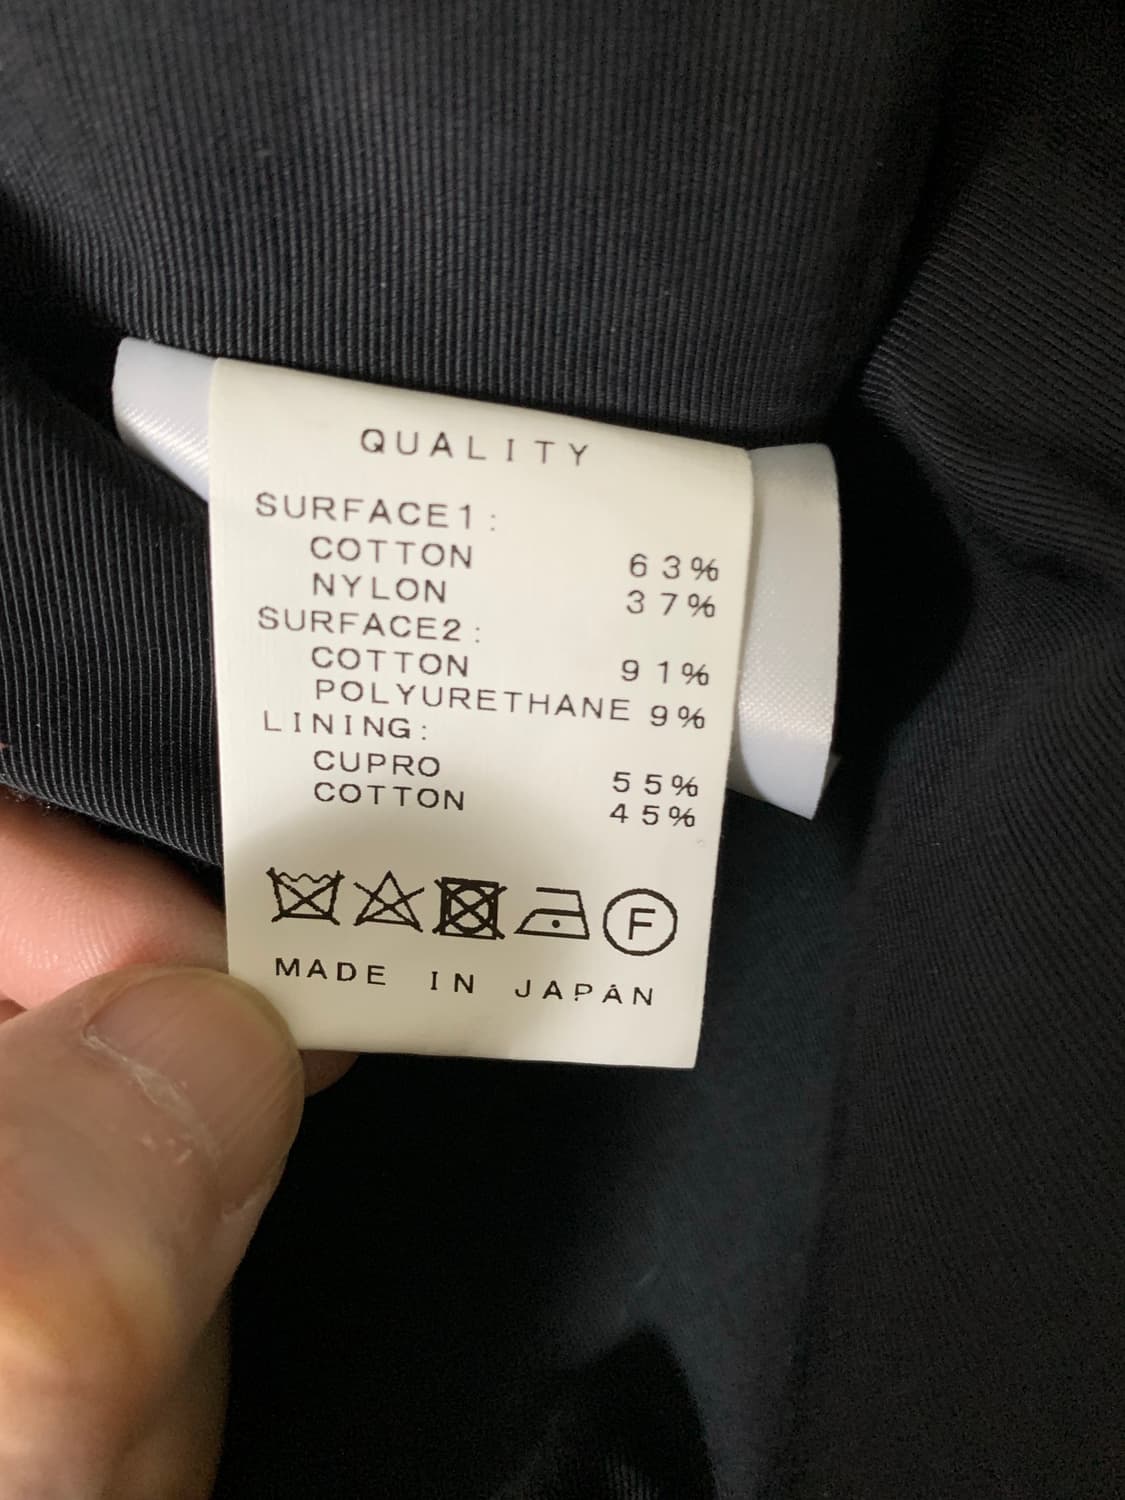 QUALITY
SURFACE1:
COTTON 63%
NYLON 37%
SURFACE2:
COTTON 91%
POLYURETHANE 9%
LINING:
CUPRO 55%
COTTON 45%
F
MADE IN JAPAN